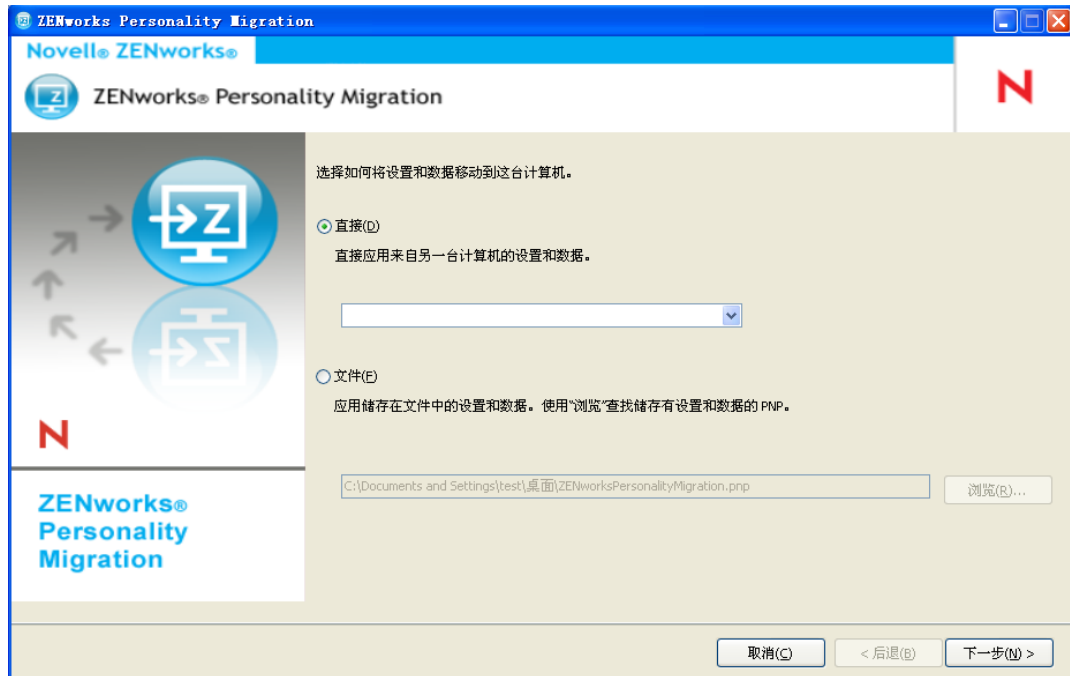 ZENworks Personality Migration
Novell® ZENworks®
ZENworks® Personality Migration
N
选择如何将设置和数据移动到这台计算机。
直接(D)
直接应用来自另一台计算机的设置和数据。
文件(F)
应用储存在文件中的设置和数据。使用“浏览”查找储存有设置和数据的 PNP。
C:\Documents and Settings\test\桌面\ZENworksPersonalityMigration.pnp
浏览(R)...
Z
N
ZENworks®
Personality
Migration
取消(C)
< 后退(B)
下一步(N) >